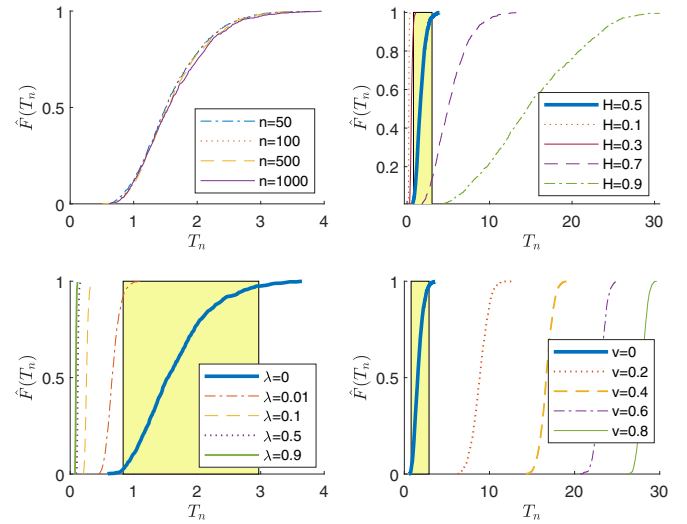 1
0.5
0
0 1 2 3 4
F̂(Tₙ)
Tₙ
n=50
n=100
n=500
n=1000
1
0.8
0.6
0.4
0.2
0 10 20 30
F̂(Tₙ)
Tₙ
H=0.5
H=0.1
H=0.3
H=0.7
H=0.9
1
0.5
0
0 1 2 3 4
F̂(Tₙ)
Tₙ
λ=0
λ=0.01
λ=0.1
λ=0.5
λ=0.9
1
0.5
0
0 10 20 30
F̂(Tₙ)
Tₙ
v=0
v=0.2
v=0.4
v=0.6
v=0.8